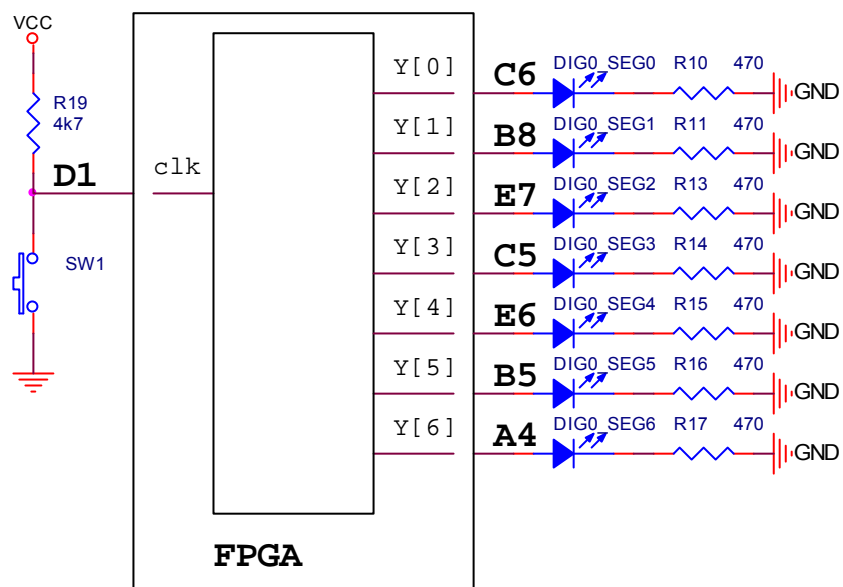 VCC
R19
4k7
D1
clk
SW1
FPGA
Y[0] C6 DIG0_SEG0 R10 470 GND
Y[1] B8 DIG0_SEG1 R11 470 GND
Y[2] E7 DIG0_SEG2 R13 470 GND
Y[3] C5 DIG0_SEG3 R14 470 GND
Y[4] E6 DIG0_SEG4 R15 470 GND
Y[5] B5 DIG0_SEG5 R16 470 GND
Y[6] A4 DIG0_SEG6 R17 470 GND